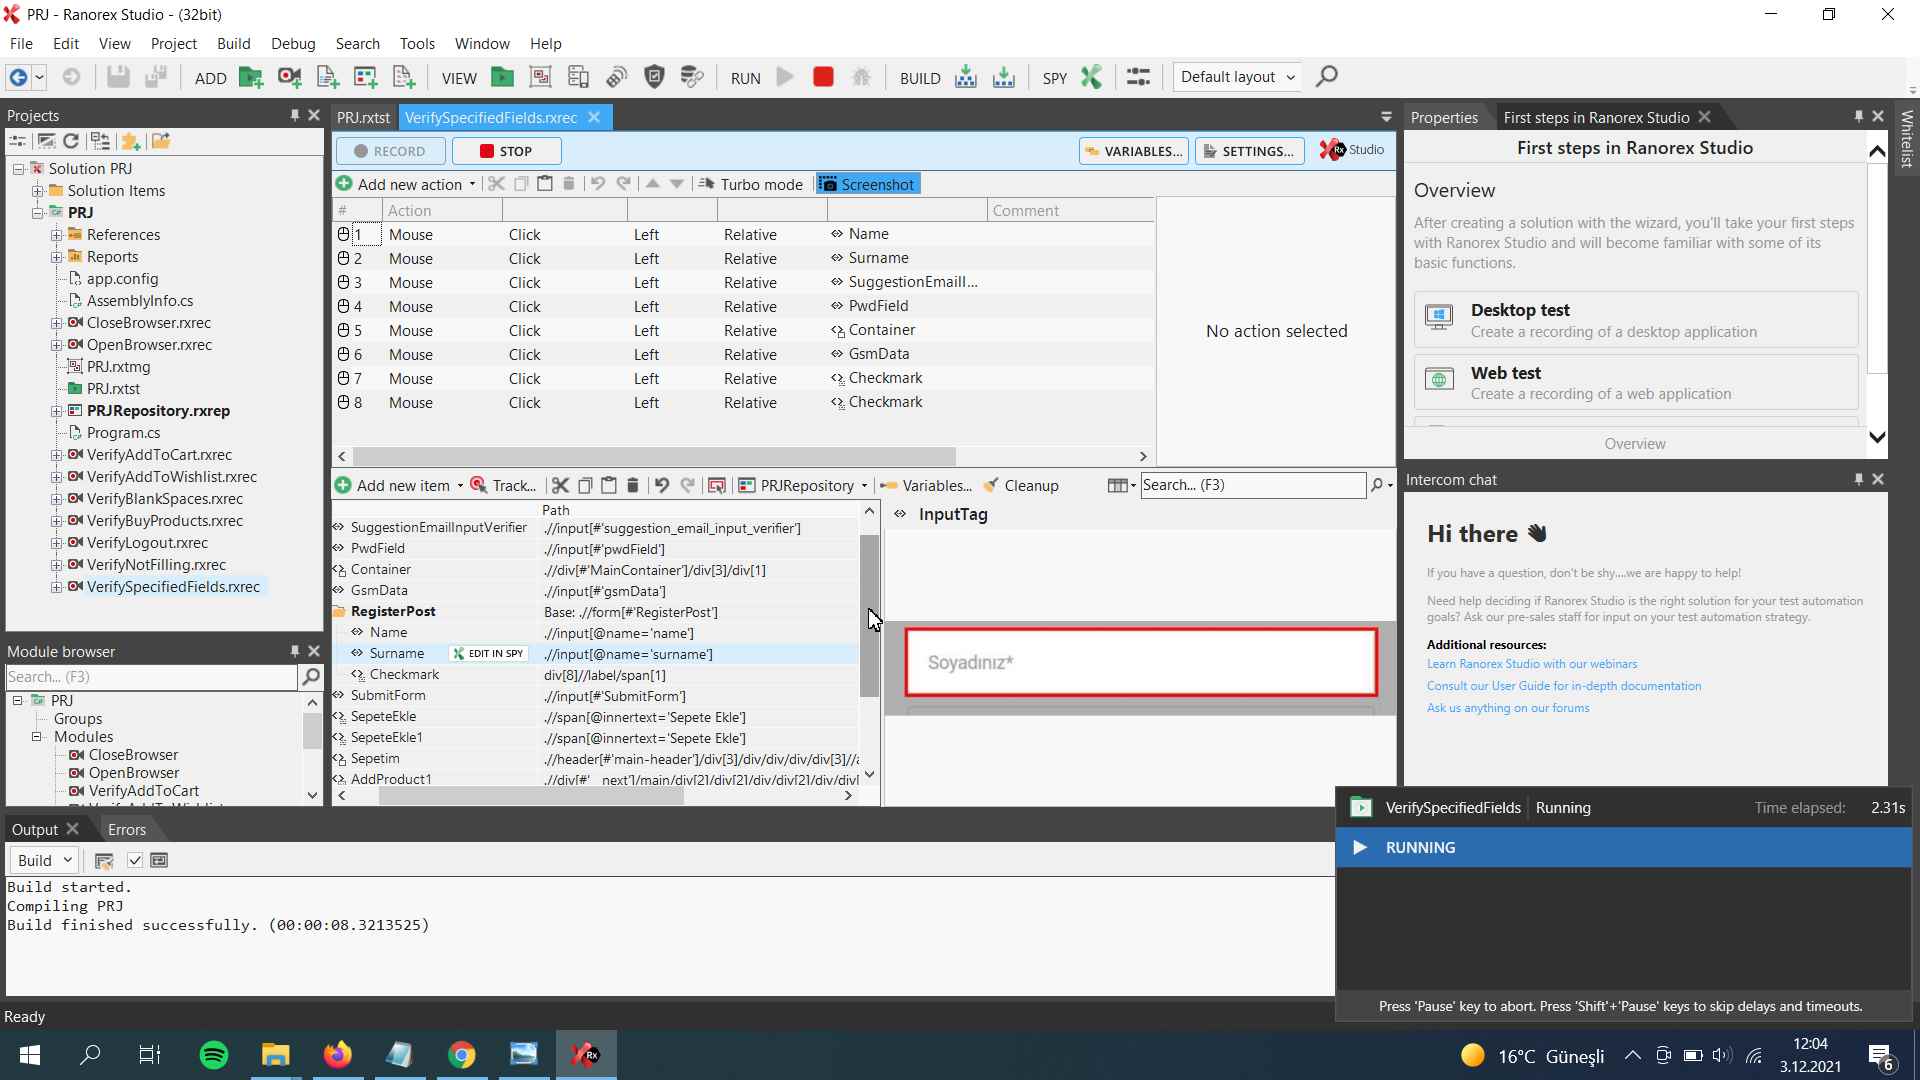 PRJ - Ranorex Studio - (32bit)
File Edit View Project Build Debug Search Tools Window Help
ADD VIEW RUN BUILD SPY Default layout
Projects
Solution PRJ
Solution Items
PRJ
References
Reports
app.config
AssemblyInfo.cs
CloseBrowser.rxrec
OpenBrowser.rxrec
PRJ.rxtmg
PRJ.rxtst
PRJRepository.rxrep
Program.cs
VerifyAddToCart.rxrec
VerifyAddToWishlist.rxrec
VerifyBlankSpaces.rxrec
VerifyBuyProducts.rxrec
VerifyLogout.rxrec
VerifyNotFilling.rxrec
VerifySpecifiedFields.rxrec
Module browser
Search... (F3)
PRJ
Groups
Modules
CloseBrowser
OpenBrowser
VerifyAddToCart
PRJ.rxtst VerifySpecifiedFields.rxrec
RECORD STOP VARIABLES... SETTINGS... Rx Studio
Add new action Turbo mode Screenshot
# Action Comment
1 Mouse Click Left Relative Name
2 Mouse Click Left Relative Surname
3 Mouse Click Left Relative SuggestionEmailI...
4 Mouse Click Left Relative PwdField
5 Mouse Click Left Relative Container
6 Mouse Click Left Relative GsmData
7 Mouse Click Left Relative Checkmark
8 Mouse Click Left Relative Checkmark
No action selected
Add new item Track... PRJRepository Variables... Cleanup Search... (F3)
Path
SuggestionEmailInputVerifier .//input[#'suggestion_email_input_verifier']
PwdField .//input[#'pwdField']
Container .//div[#'MainContainer']/div[3]/div[1]
GsmData .//input[#'gsmData']
RegisterPost Base: .//form[#'RegisterPost']
Name .//input[@name='name']
Surname EDIT IN SPY .//input[@name='surname']
Checkmark div[8]//label/span[1]
SubmitForm .//input[#'SubmitForm']
SepeteEkle .//span[@innertext='Sepete Ekle']
SepeteEkle1 .//span[@innertext='Sepete Ekle']
Sepetim .//header[#'main-header']/div[3]/div/div/div/div[3]//a
AddProduct1 .//div[#'__next']/main/div[2]/div[2]/div/div[2]/div/div[
InputTag
Soyadınız*
Properties First steps in Ranorex Studio
First steps in Ranorex Studio
Overview
After creating a solution with the wizard, you'll take your first steps
with Ranorex Studio and will become familiar with some of its
basic functions.
Desktop test
Create a recording of a desktop application
Web test
Create a recording of a web application
Overview
Whitelist
Intercom chat
Hi there
If you have a question, don't be shy....we are happy to help!
Need help deciding if Ranorex Studio is the right solution for your test automation
goals? Ask our pre-sales staff for input on your test automation strategy.
Additional resources:
Learn Ranorex Studio with our webinars
Consult our User Guide for in-depth documentation
Ask us anything on our forums
VerifySpecifiedFields Running Time elapsed: 2.31s
RUNNING
Press 'Pause' key to abort. Press 'Shift'+'Pause' keys to skip delays and timeouts.
Output Errors
Build
Build started.
Compiling PRJ
Build finished successfully. (00:00:08.3213525)
Ready
Rx
16°C Güneşli
12:04
3.12.2021
6